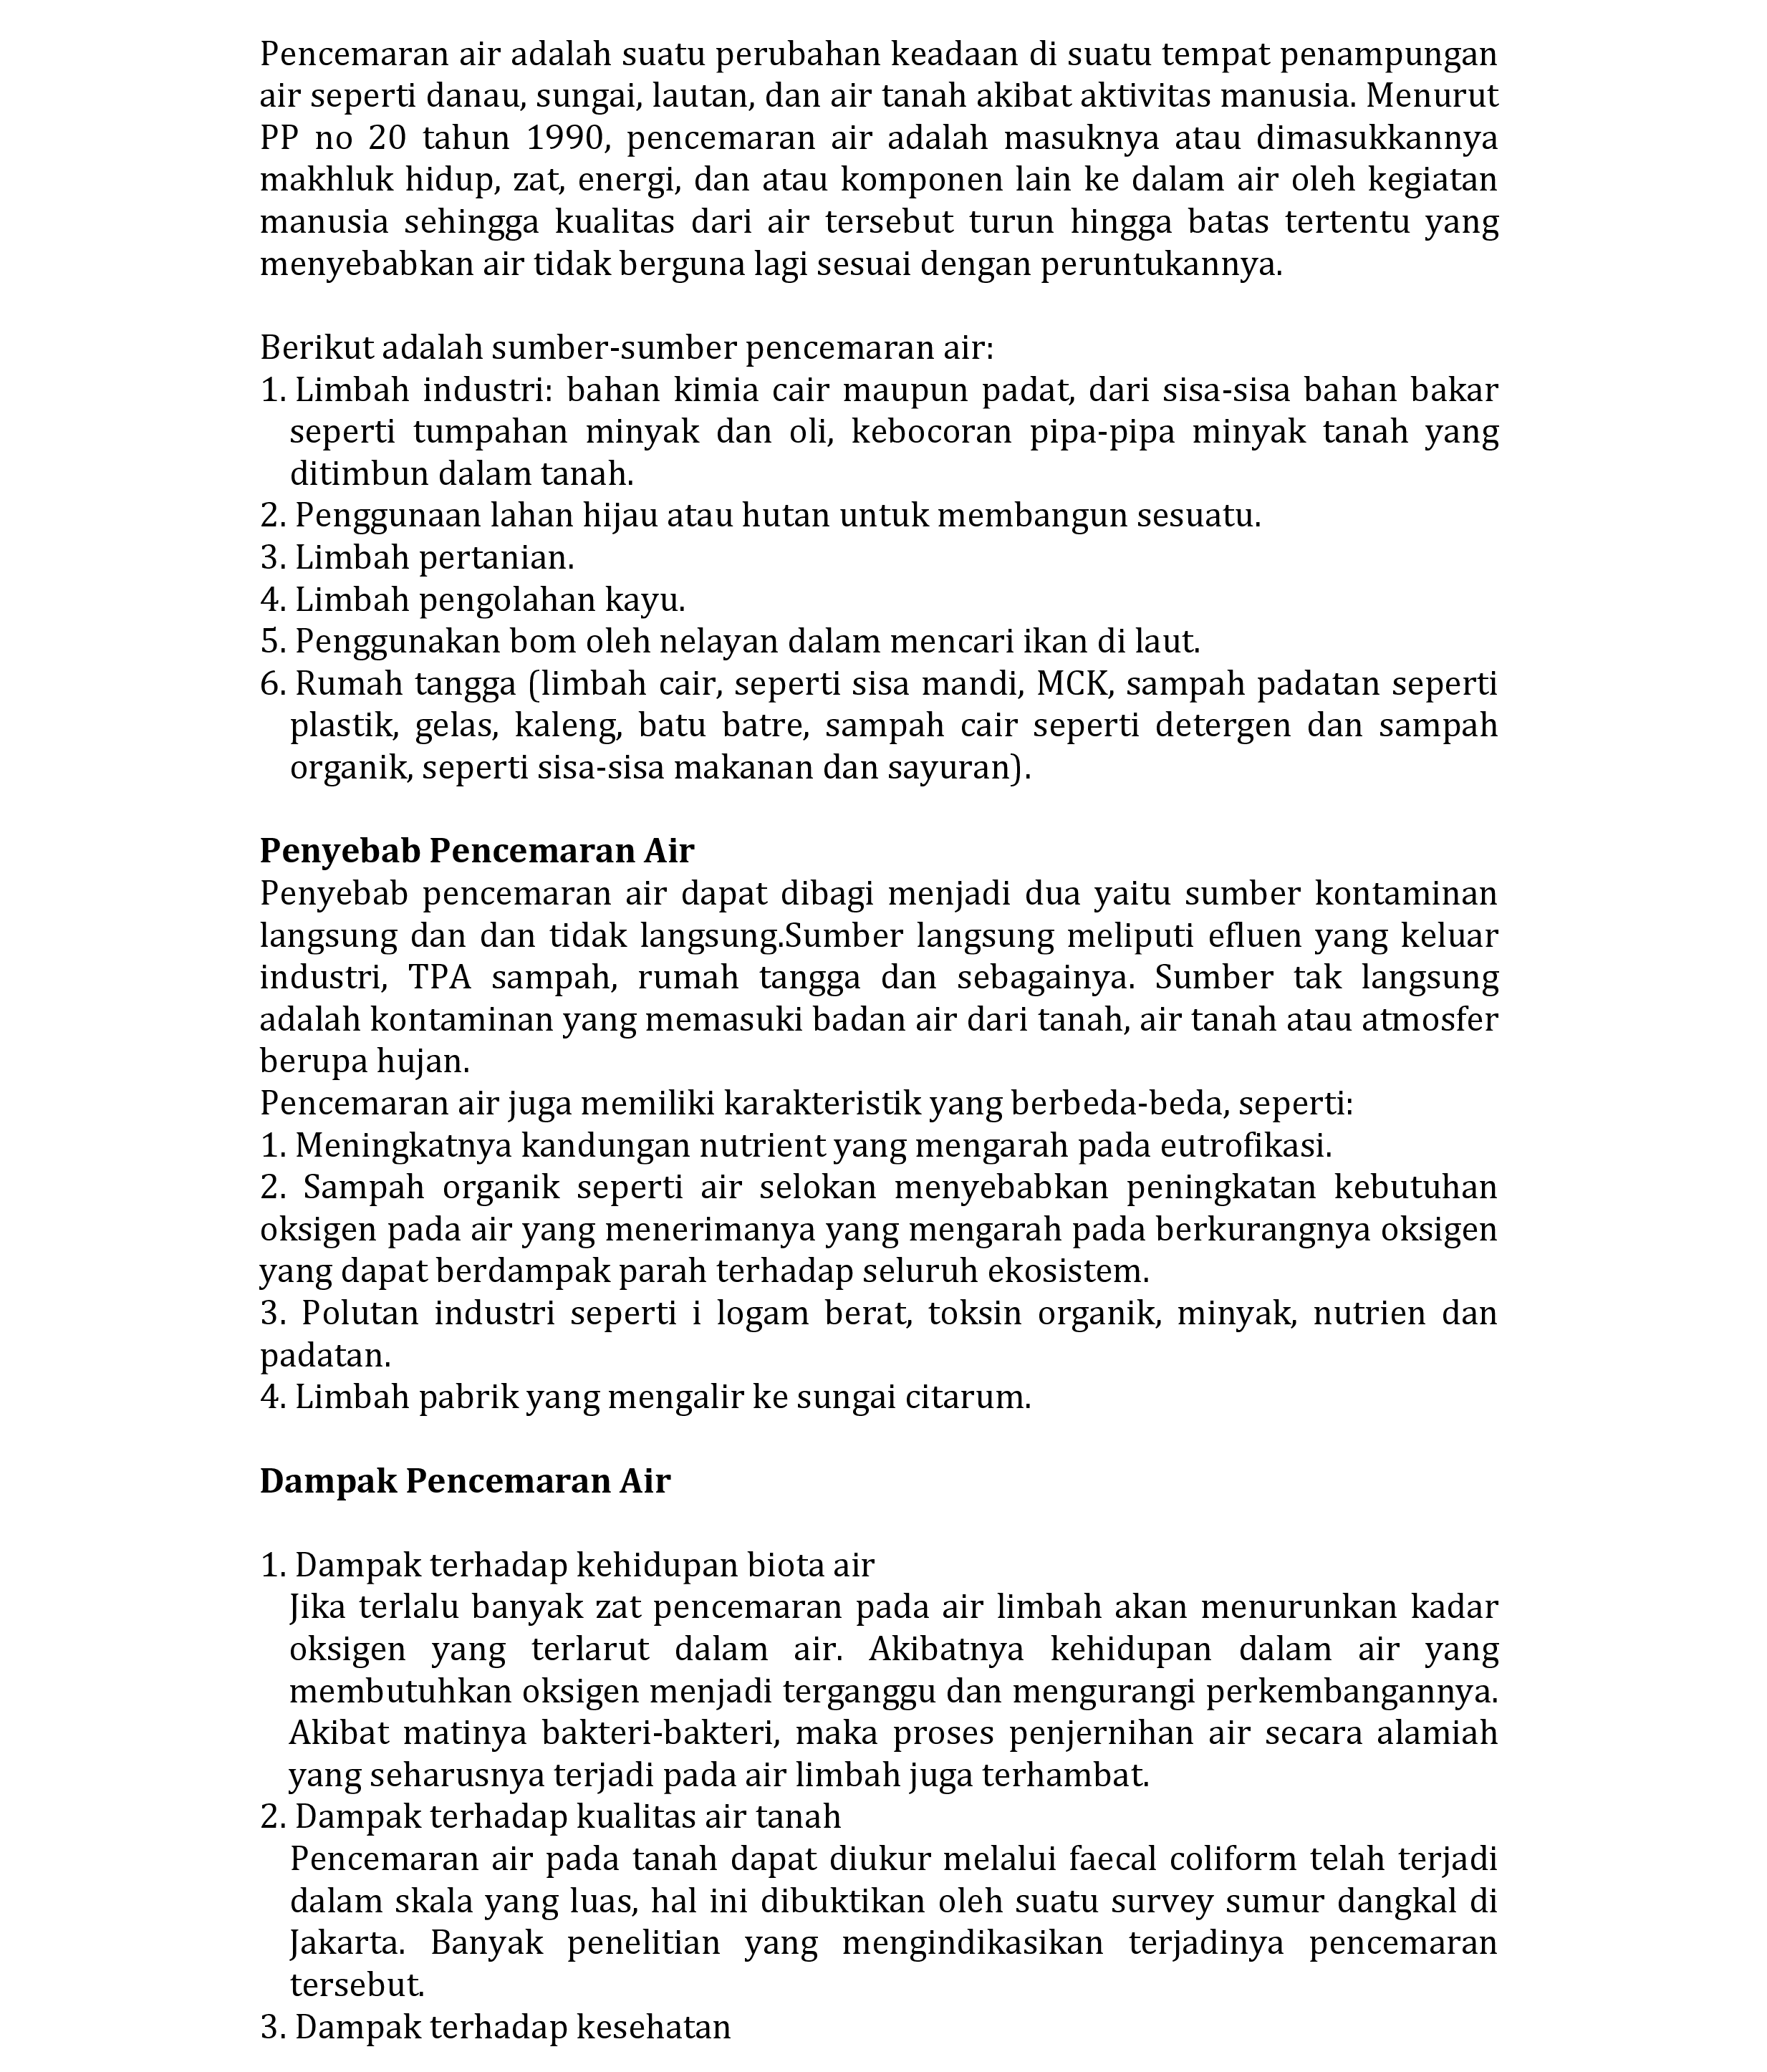 Pencemaran air adalah suatu perubahan keadaan di suatu tempat penampungan
air seperti danau, sungai, lautan, dan air tanah akibat aktivitas manusia. Menurut
PP no 20 tahun 1990, pencemaran air adalah masuknya atau dimasukkannya
makhluk hidup, zat, energi, dan atau komponen lain ke dalam air oleh kegiatan
manusia sehingga kualitas dari air tersebut turun hingga batas tertentu yang
menyebabkan air tidak berguna lagi sesuai dengan peruntukannya.
Berikut adalah sumber-sumber pencemaran air:
1. Limbah industri: bahan kimia cair maupun padat, dari sisa-sisa bahan bakar
seperti tumpahan minyak dan oli, kebocoran pipa-pipa minyak tanah yang
ditimbun dalam tanah.
2. Penggunaan lahan hijau atau hutan untuk membangun sesuatu.
3. Limbah pertanian.
4. Limbah pengolahan kayu.
5. Penggunakan bom oleh nelayan dalam mencari ikan di laut.
6. Rumah tangga (limbah cair, seperti sisa mandi, MCK, sampah padatan seperti
plastik, gelas, kaleng, batu batre, sampah cair seperti detergen dan sampah
organik, seperti sisa-sisa makanan dan sayuran).
Penyebab Pencemaran Air
Penyebab pencemaran air dapat dibagi menjadi dua yaitu sumber kontaminan
langsung dan dan tidak langsung.Sumber langsung meliputi efluen yang keluar
industri, TPA sampah, rumah tangga dan sebagainya. Sumber tak langsung
adalah kontaminan yang memasuki badan air dari tanah, air tanah atau atmosfer
berupa hujan.
Pencemaran air juga memiliki karakteristik yang berbeda-beda, seperti:
1. Meningkatnya kandungan nutrient yang mengarah pada eutrofikasi.
2. Sampah organik seperti air selokan menyebabkan peningkatan kebutuhan
oksigen pada air yang menerimanya yang mengarah pada berkurangnya oksigen
yang dapat berdampak parah terhadap seluruh ekosistem.
3. Polutan industri seperti i logam berat, toksin organik, minyak, nutrien dan
padatan.
4. Limbah pabrik yang mengalir ke sungai citarum.
Dampak Pencemaran Air
1. Dampak terhadap kehidupan biota air
Jika terlalu banyak zat pencemaran pada air limbah akan menurunkan kadar
oksigen yang terlarut dalam air. Akibatnya kehidupan dalam air yang
membutuhkan oksigen menjadi terganggu dan mengurangi perkembangannya.
Akibat matinya bakteri-bakteri, maka proses penjernihan air secara alamiah
yang seharusnya terjadi pada air limbah juga terhambat.
2. Dampak terhadap kualitas air tanah
Pencemaran air pada tanah dapat diukur melalui faecal coliform telah terjadi
dalam skala yang luas, hal ini dibuktikan oleh suatu survey sumur dangkal di
Jakarta. Banyak penelitian yang mengindikasikan terjadinya pencemaran
tersebut.
3. Dampak terhadap kesehatan